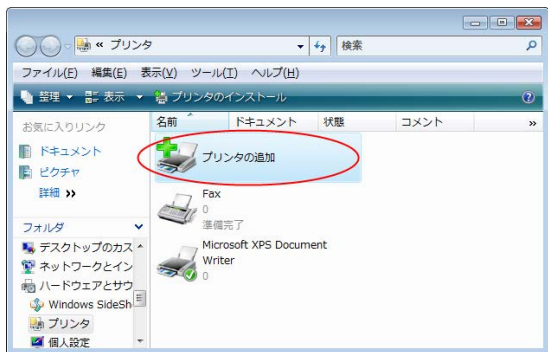 « プリンタ
検索
ファイル(F) 編集(E) 表示(V) ツール(T) ヘルプ(H)
整理 表示 プリンタのインストール
お気に入りリンク
ドキュメント
ピクチャ
詳細 »
フォルダ
デスクトップのカス
ネットワークとイン
ハードウェアとサウ
Windows SideSh
プリンタ
個人設定
名前 ドキュメント 状態 コメント »
プリンタの追加
Fax
0
準備完了
Microsoft XPS Document
Writer
0